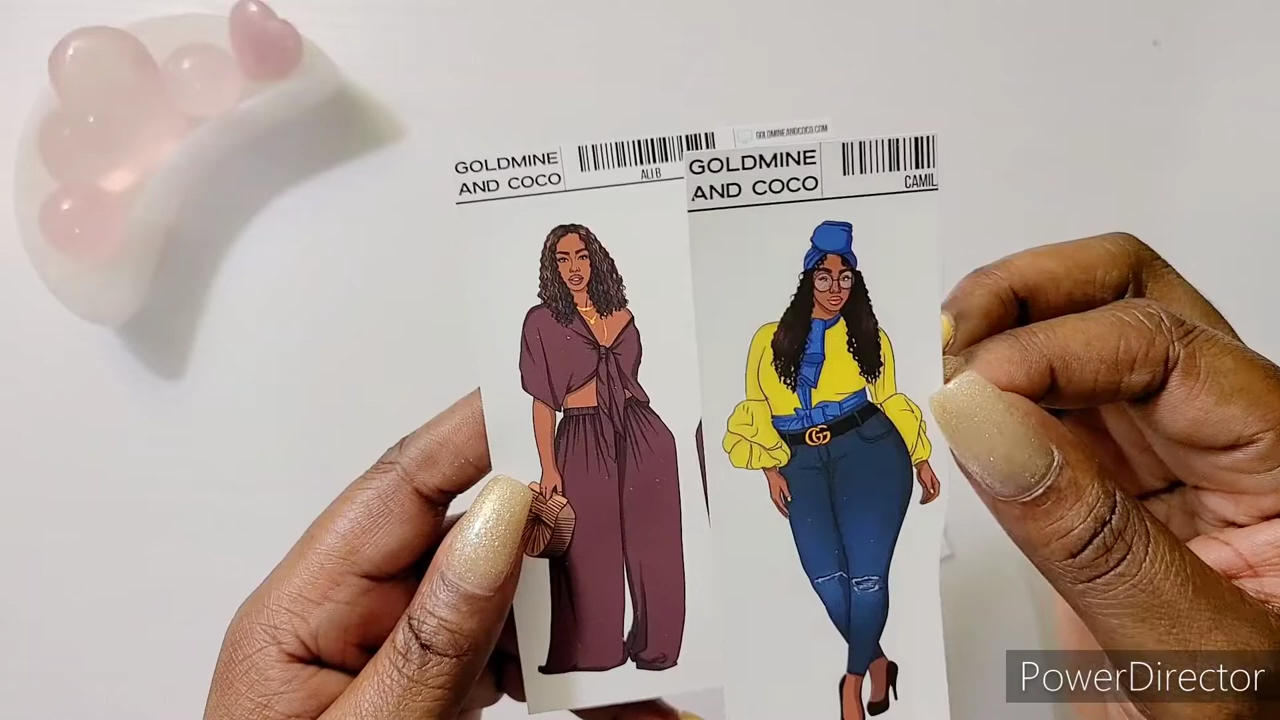 GOLDMINE
AND COCO
ALI B
GOLDMINEANDCOCO.COM
GOLDMINE
AND COCO
CAMIL
GG
PowerDirector